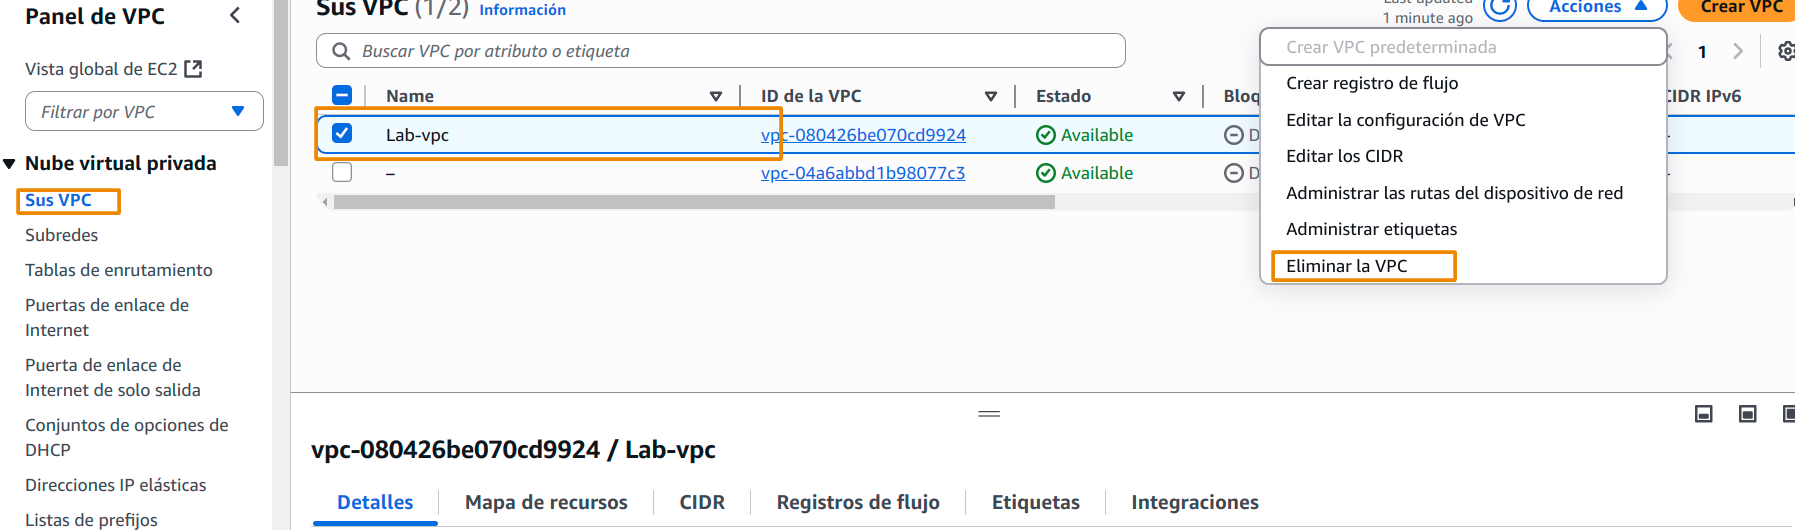 Panel de VPC
Vista global de EC2
Filtrar por VPC
Nube virtual privada
Sus VPC
Subredes
Tablas de enrutamiento
Puertas de enlace de
Internet
Puerta de enlace de
Internet de solo salida
Conjuntos de opciones de
DHCP
Direcciones IP elásticas
Listas de prefijos
Sus VPC (1/2) Información
Last updated
1 minute ago
Acciones
Crear VPC
Buscar VPC por atributo o etiqueta
1
Name ID de la VPC Estado Bloq CIDR IPv6
Lab-vpc vpc-080426be070cd9924 Available D
– vpc-04a6abbd1b98077c3 Available D
Crear VPC predeterminada
Crear registro de flujo
Editar la configuración de VPC
Editar los CIDR
Administrar las rutas del dispositivo de red
Administrar etiquetas
Eliminar la VPC
vpc-080426be070cd9924 / Lab-vpc
Detalles Mapa de recursos CIDR Registros de flujo Etiquetas Integraciones